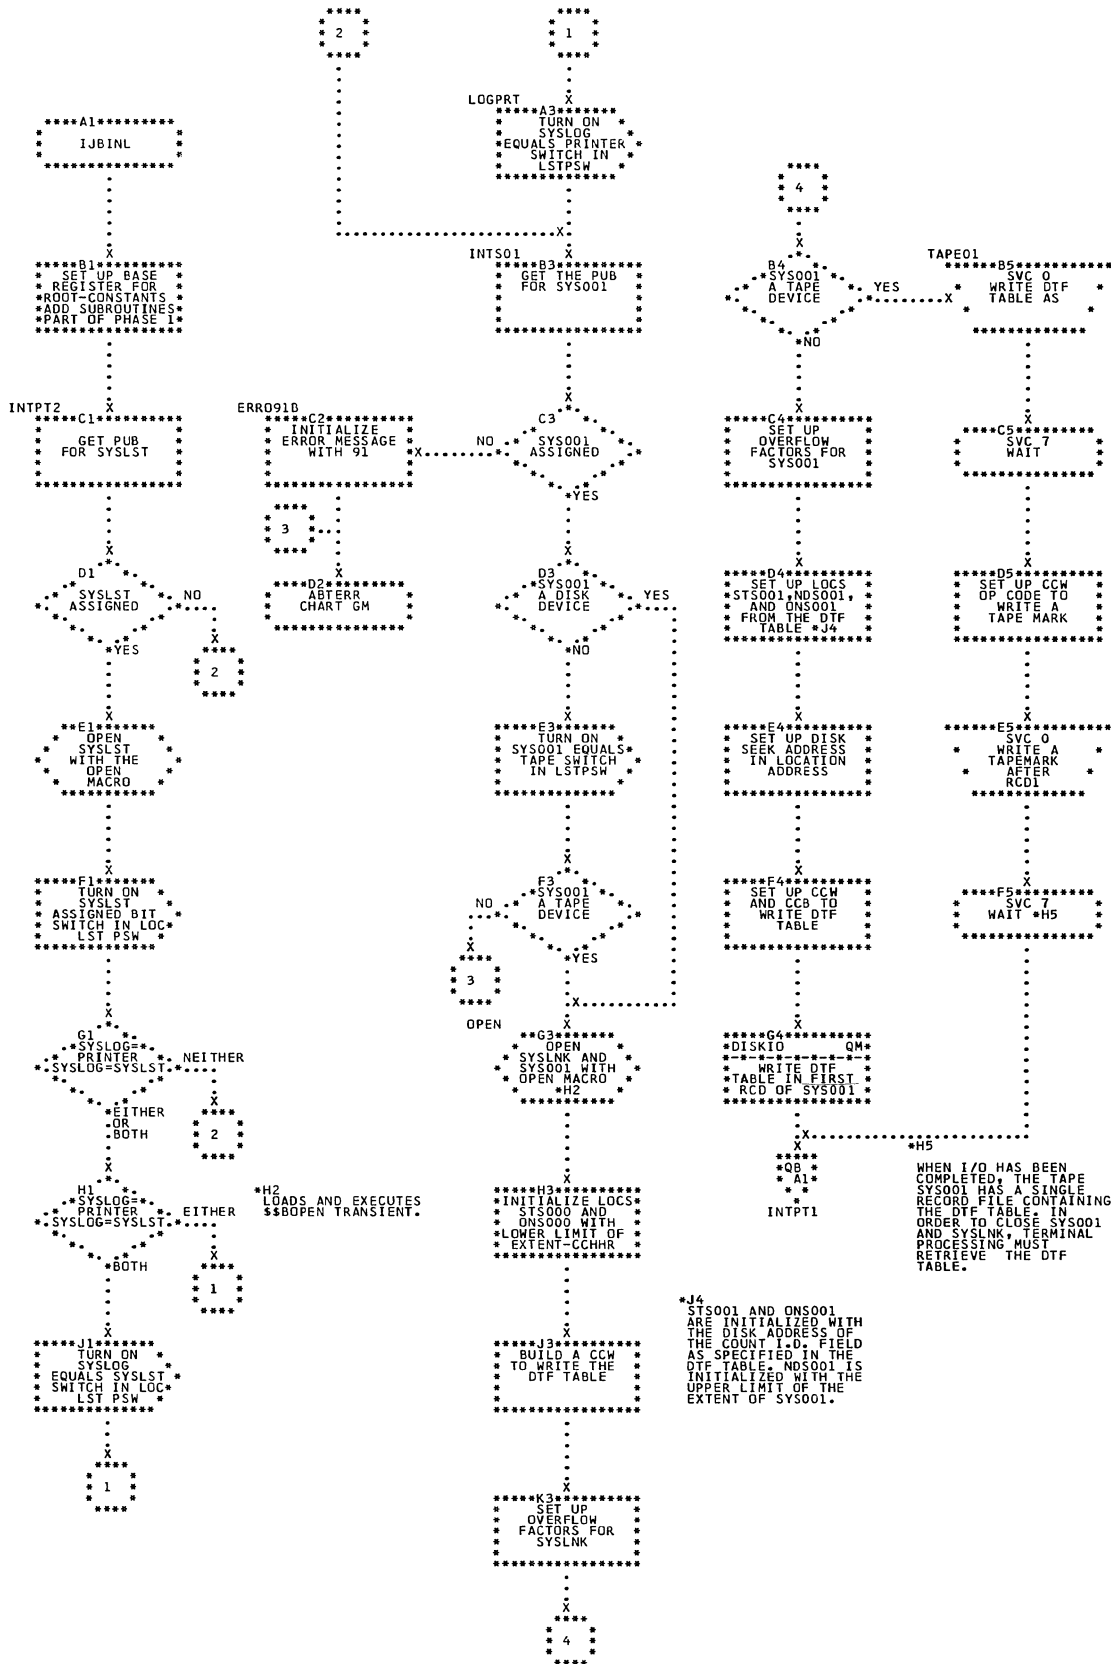 2
1
LOGPRT
A3
TURN ON
SYSLOG
EQUALS PRINTER
SWITCH IN
LSTPSW
A1
IJBINL
4
B1
SET UP BASE
REGISTER FOR
ROOT-CONSTANTS
ADD SUBROUTINES
PART OF PHASE 1
INTS01
B3
GET THE PUB
FOR SYS001
B4
SYS001
A TAPE
DEVICE
YES
NO
TAPE01
B5
SVC 0
WRITE DTF
TABLE AS
INTPT2
C1
GET PUB
FOR SYSLST
ERR091B
C2
INITIALIZE
ERROR MESSAGE
WITH 91
NO
C3
SYS001
ASSIGNED
YES
C4
SET UP
OVERFLOW
FACTORS FOR
SYS001
C5
SVC 7
WAIT
3
D1
SYSLST
ASSIGNED
NO
YES
2
D2
ABTERR
CHART GM
D3
SYS001
A DISK
DEVICE
YES
NO
D4
SET UP LOCS
STS001,NDS001,
AND ONS001
FROM THE DTF
TABLE *J4
D5
SET UP CCW
OP CODE TO
WRITE A
TAPE MARK
E1
OPEN
SYSLST
WITH THE
OPEN
MACRO
E3
TURN ON
SYS001 EQUALS
TAPE SWITCH
IN LSTPSW
E4
SET UP DISK
SEEK ADDRESS
IN LOCATION
ADDRESS
E5
SVC 0
WRITE A
TAPEMARK
AFTER
RCD1
F1
TURN ON
SYSLST
ASSIGNED BIT
SWITCH IN LOC
LST PSW
NO
F3
SYS001
A TAPE
DEVICE
YES
3
F4
SET UP CCW
AND CCB TO
WRITE DTF
TABLE
F5
SVC 7
WAIT *H5
G1
SYSLOG=
PRINTER
SYSLOG=SYSLST
NEITHER
EITHER
OR
BOTH
2
OPEN
G3
OPEN
SYSLNK AND
SYS001 WITH
OPEN MACRO
*H2
G4
*DISKIO QM*
WRITE DTF
TABLE IN FIRST
RCD OF SYS001
QB
A1
INTPT1
*H5
WHEN I/O HAS BEEN
COMPLETED, THE TAPE
SYS001 HAS A SINGLE
RECORD FILE CONTAINING
THE DTF TABLE. IN
ORDER TO CLOSE SYS001
AND SYSLNK, TERMINAL
PROCESSING MUST
RETRIEVE THE DTF
TABLE.
H1
SYSLOG=
PRINTER
SYSLOG=SYSLST
EITHER
BOTH
1
*H2
LOADS AND EXECUTES
$$BOPEN TRANSIENT.
H3
INITIALIZE LOCS
STS000 AND
ONS000 WITH
LOWER LIMIT OF
EXTENT-CCHHR
*J4
STS001 AND ONS001
ARE INITIALIZED WITH
THE DISK ADDRESS OF
THE COUNT I.D. FIELD
AS SPECIFIED IN THE
DTF TABLE. NDS001 IS
INITIALIZED WITH THE
UPPER LIMIT OF THE
EXTENT OF SYS001.
J1
TURN ON
SYSLOG
EQUALS SYSLST
SWITCH IN LOC
LST PSW
1
J3
BUILD A CCW
TO WRITE THE
DTF TABLE
K3
SET UP
OVERFLOW
FACTORS FOR
SYSLNK
4